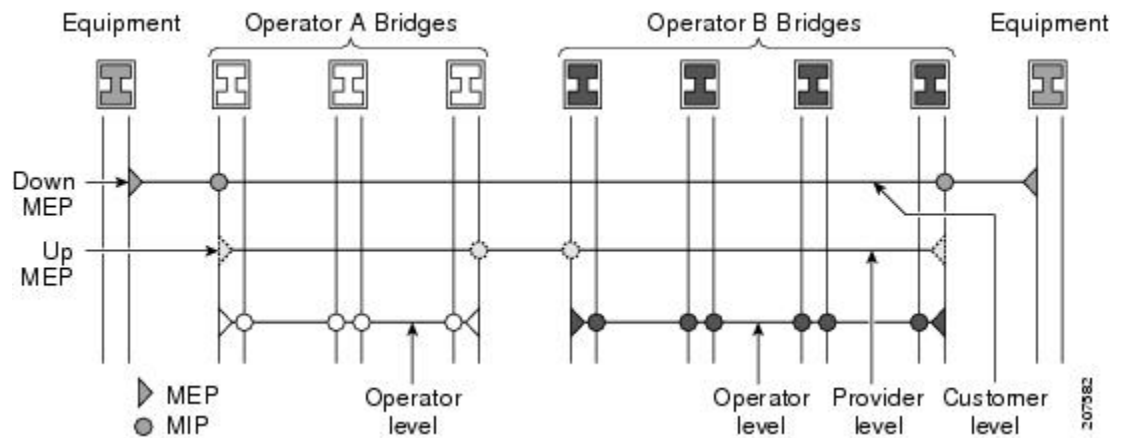 Equipment
Operator A Bridges
Operator B Bridges
Equipment
Down
MEP
Up
MEP
MEP
MIP
Operator
level
Operator
level
Provider
level
Customer
level
207582